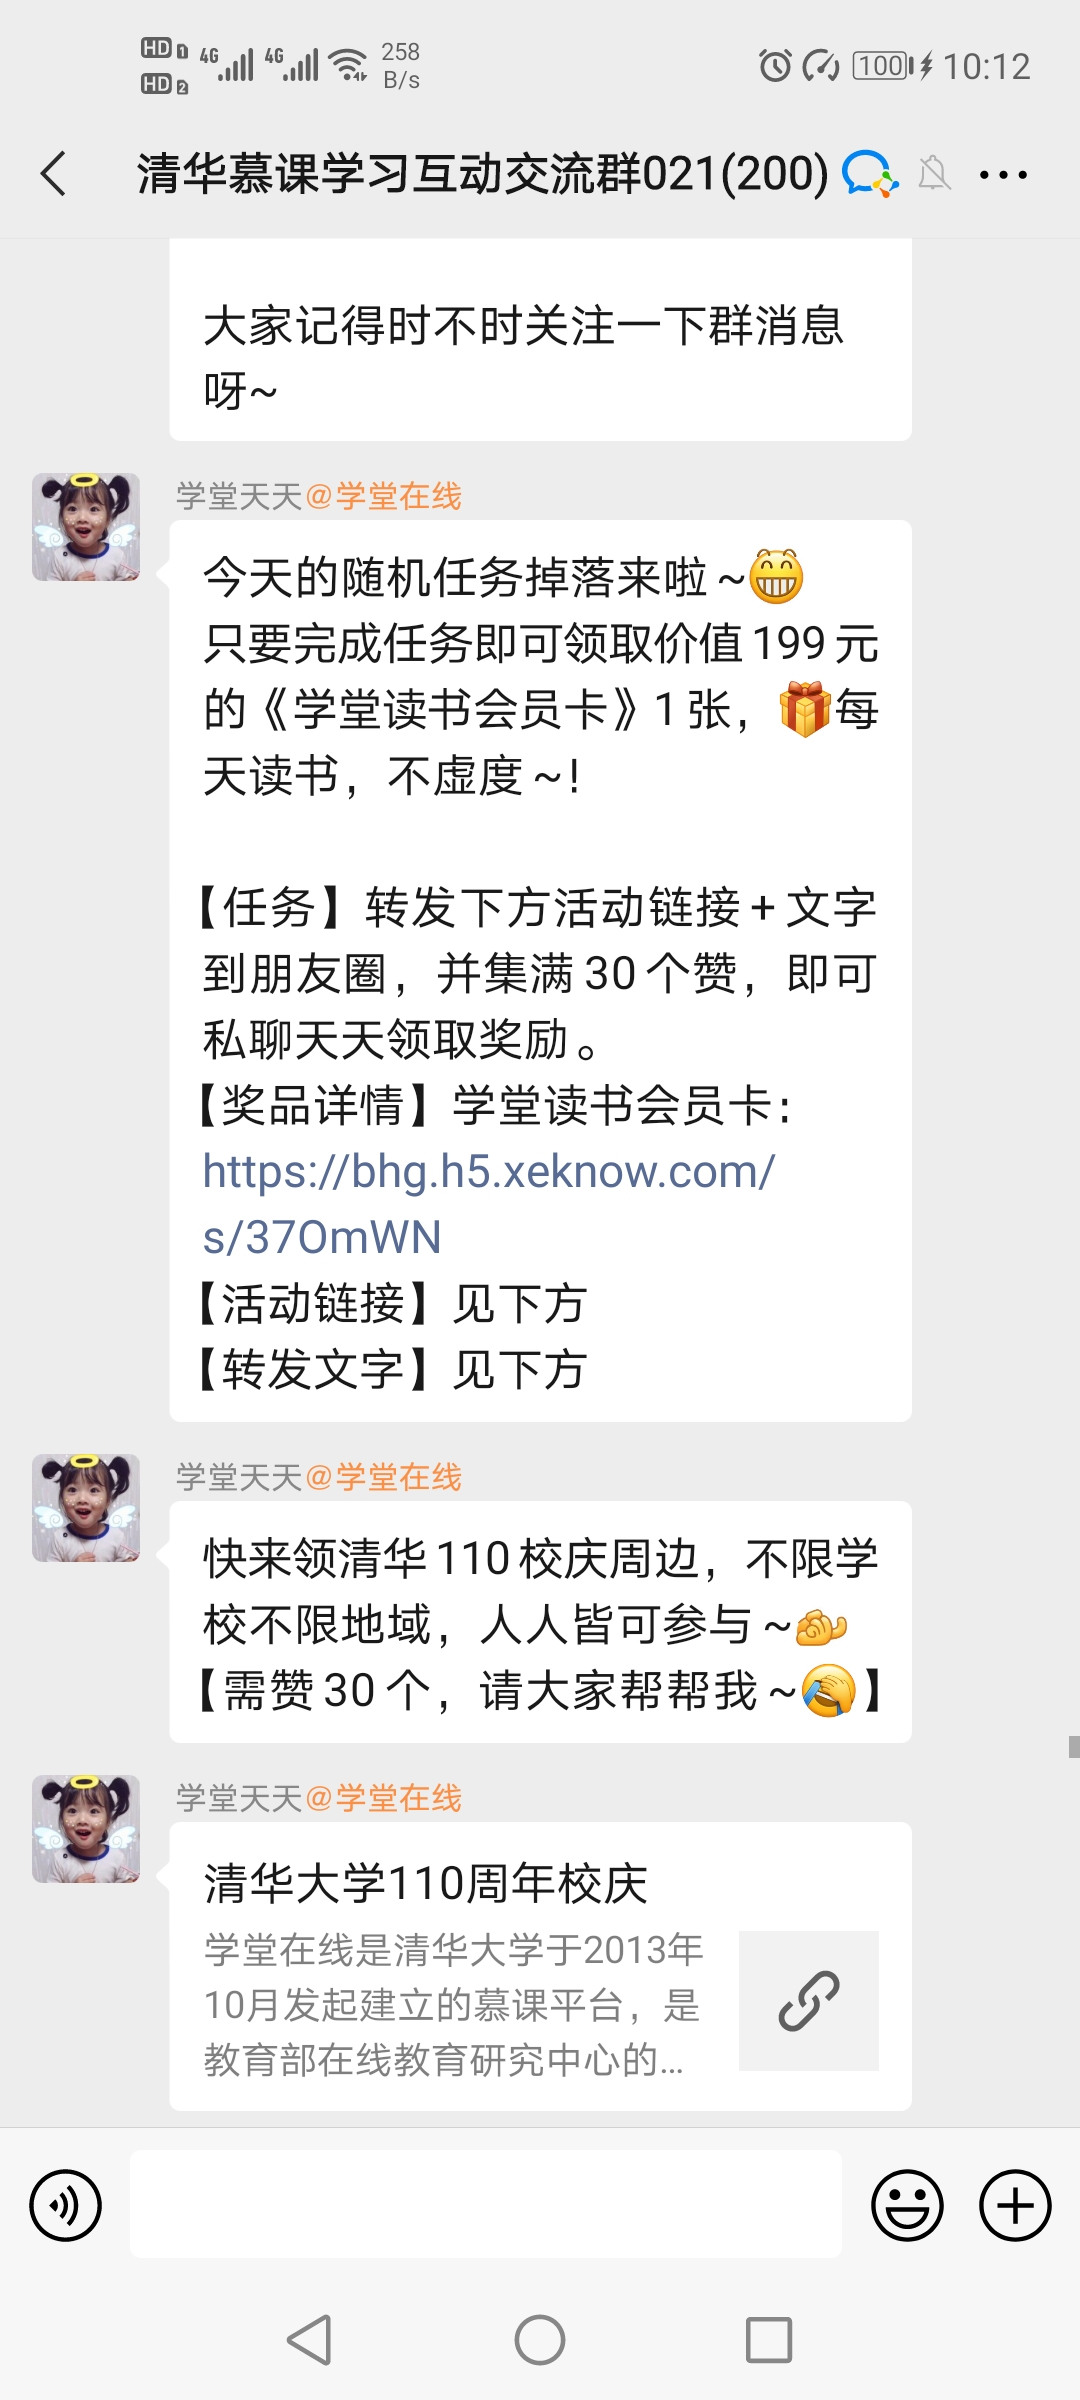 HD 1 4G 4G 258
HD 2 B/s
100 10:12
清华慕课学习互动交流群021(200)
大家记得时不时关注一下群消息
呀~
学堂天天@学堂在线
今天的随机任务掉落来啦~😁
只要完成任务即可领取价值199元
的《学堂读书会员卡》1张，🎁每
天读书，不虚度~!
【任务】转发下方活动链接+文字
到朋友圈，并集满30个赞，即可
私聊天天领取奖励。
【奖品详情】学堂读书会员卡:
https://bhg.h5.xeknow.com/
s/37OmWN
【活动链接】见下方
【转发文字】见下方
学堂天天@学堂在线
快来领清华110校庆周边，不限学
校不限地域，人人皆可参与~
【需赞30个，请大家帮帮我~】
学堂天天@学堂在线
清华大学110周年校庆
学堂在线是清华大学于2013年
10月发起建立的慕课平台，是
教育部在线教育研究中心的...